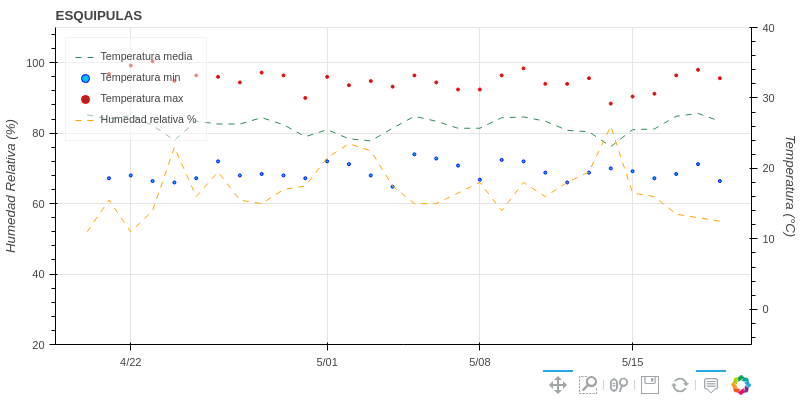 ESQUIPULAS
Temperatura media
Temperatura min
Temperatura max
Humedad relativa %
Humedad Relativa (%)
100
80
60
40
20
Temperatura (°C)
40
30
20
10
0
4/22
5/01
5/08
5/15